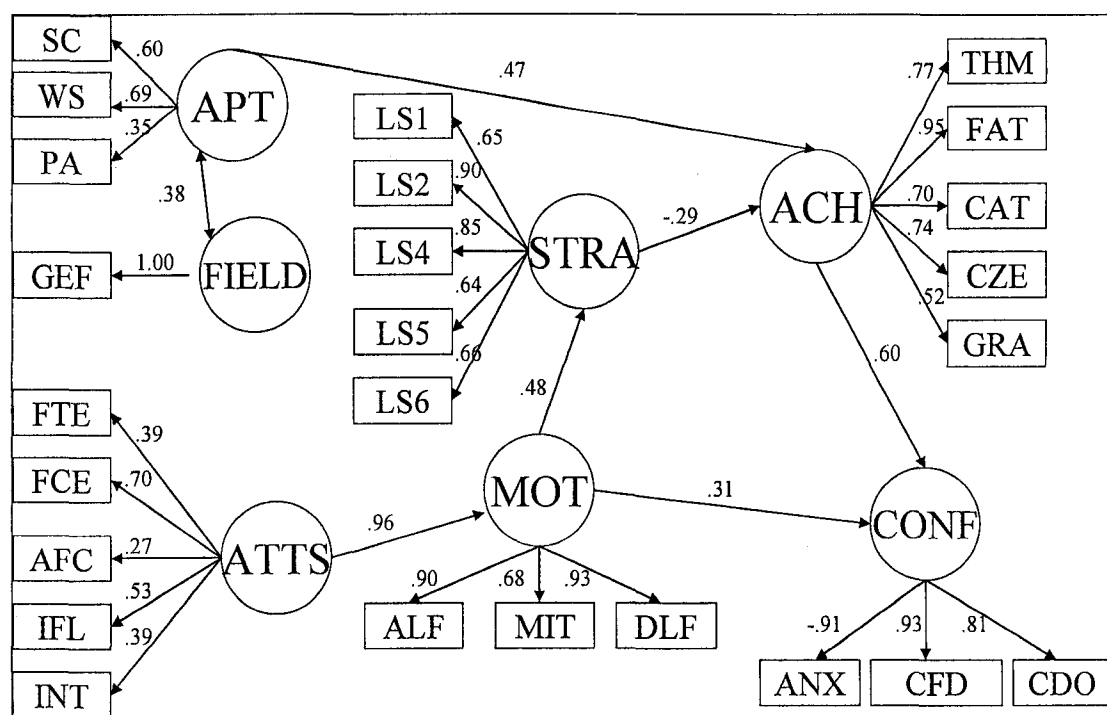 SC
.60
WS
.69
PA
.35
APT
.47
.38
GEF
1.00
FIELD
LS1
.65
LS2
.90
LS4
.85
LS5
.64
LS6
.66
STRA
-.29
ACH
THM
.77
FAT
.95
CAT
.70
CZE
.74
GRA
.52
.60
.48
FTE
.39
FCE
.70
AFC
.27
IFL
.53
INT
.39
ATTS
.96
MOT
.31
CONF
.90
.68
.93
ALF
MIT
DLF
-.91
.93
.81
ANX
CFD
CDO